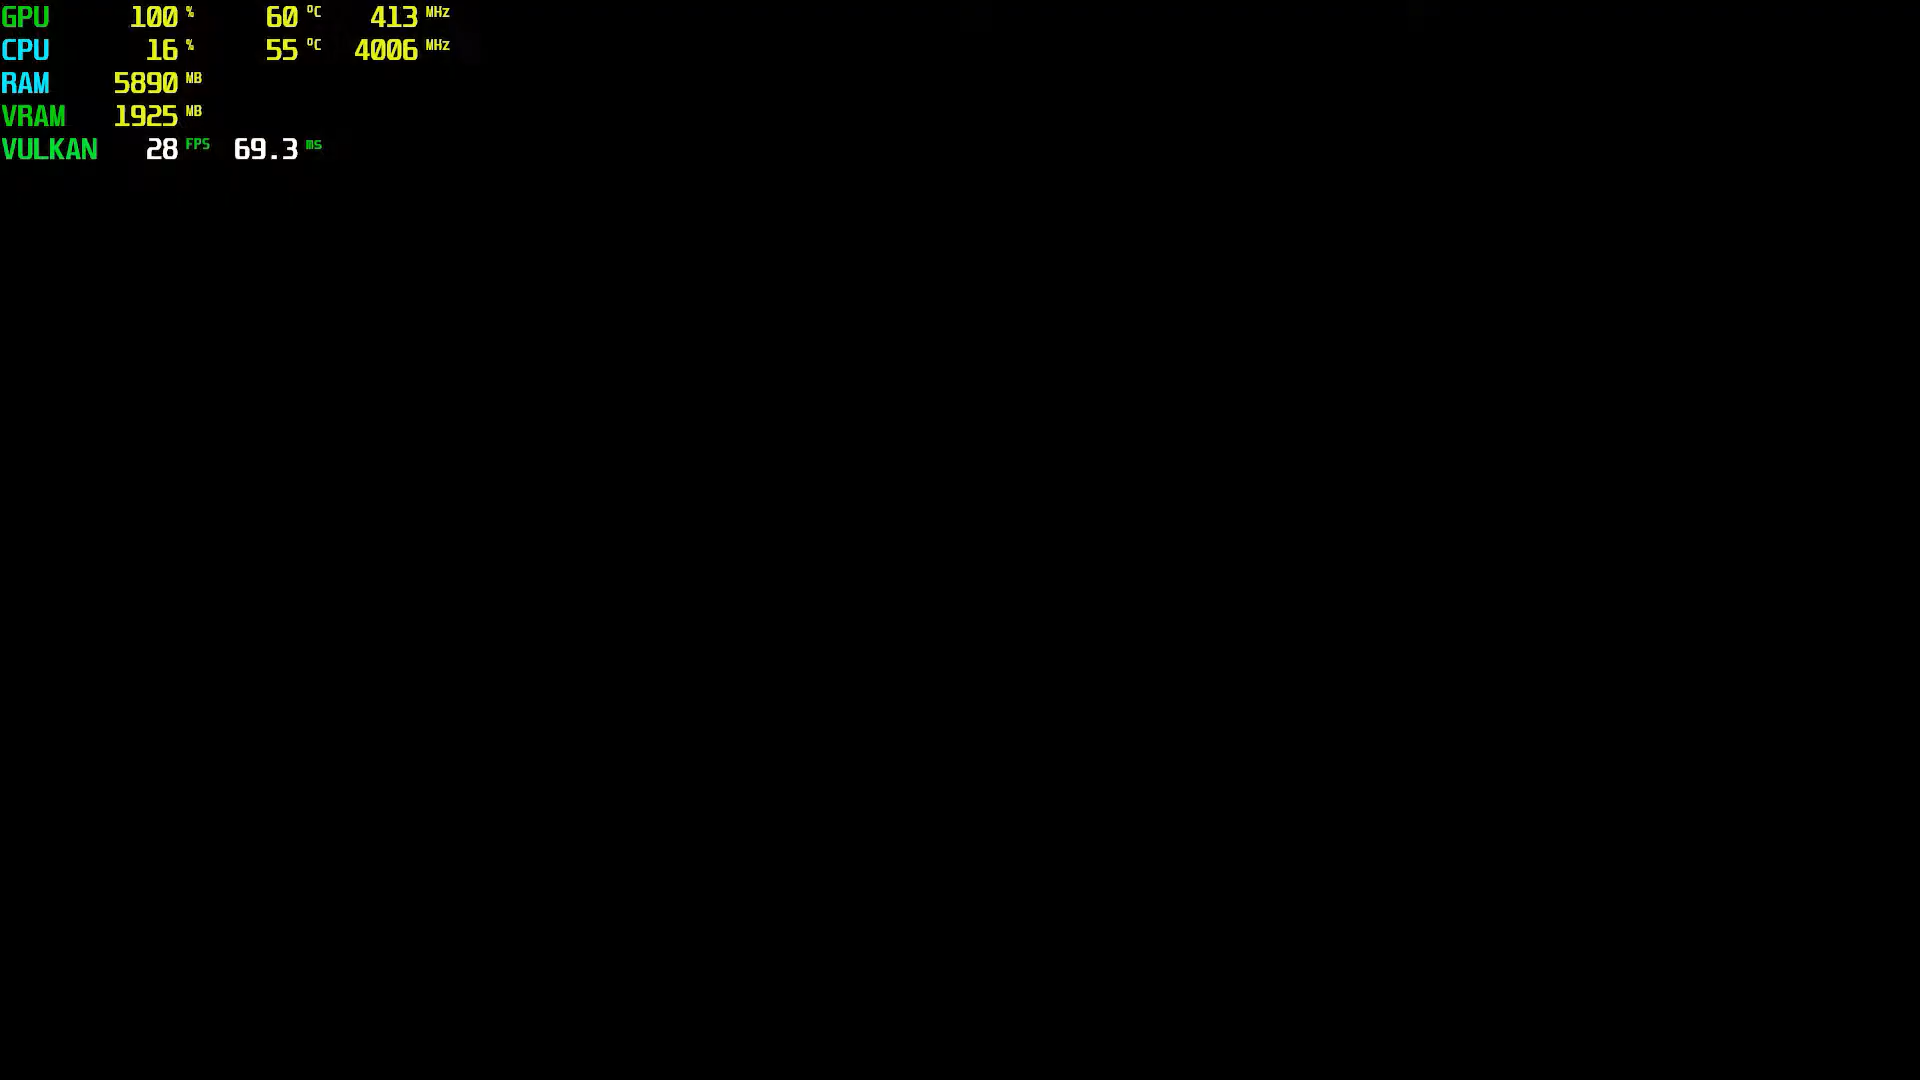 GPU 100 % 60 °C 413 MHz
CPU 16 % 55 °C 4006 MHz
RAM 5890 MB
VRAM 1925 MB
VULKAN 28 FPS 69.3 ms